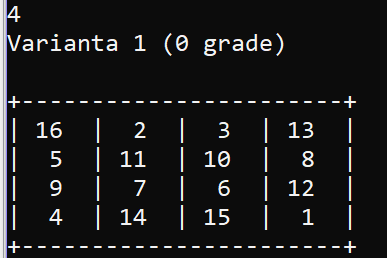 4
Varianta 1 (0 grade)
+-----------------------+
| 16 | 2 | 3 | 13 |
| 5 | 11 | 10 | 8 |
| 9 | 7 | 6 | 12 |
| 4 | 14 | 15 | 1 |
+-----------------------+